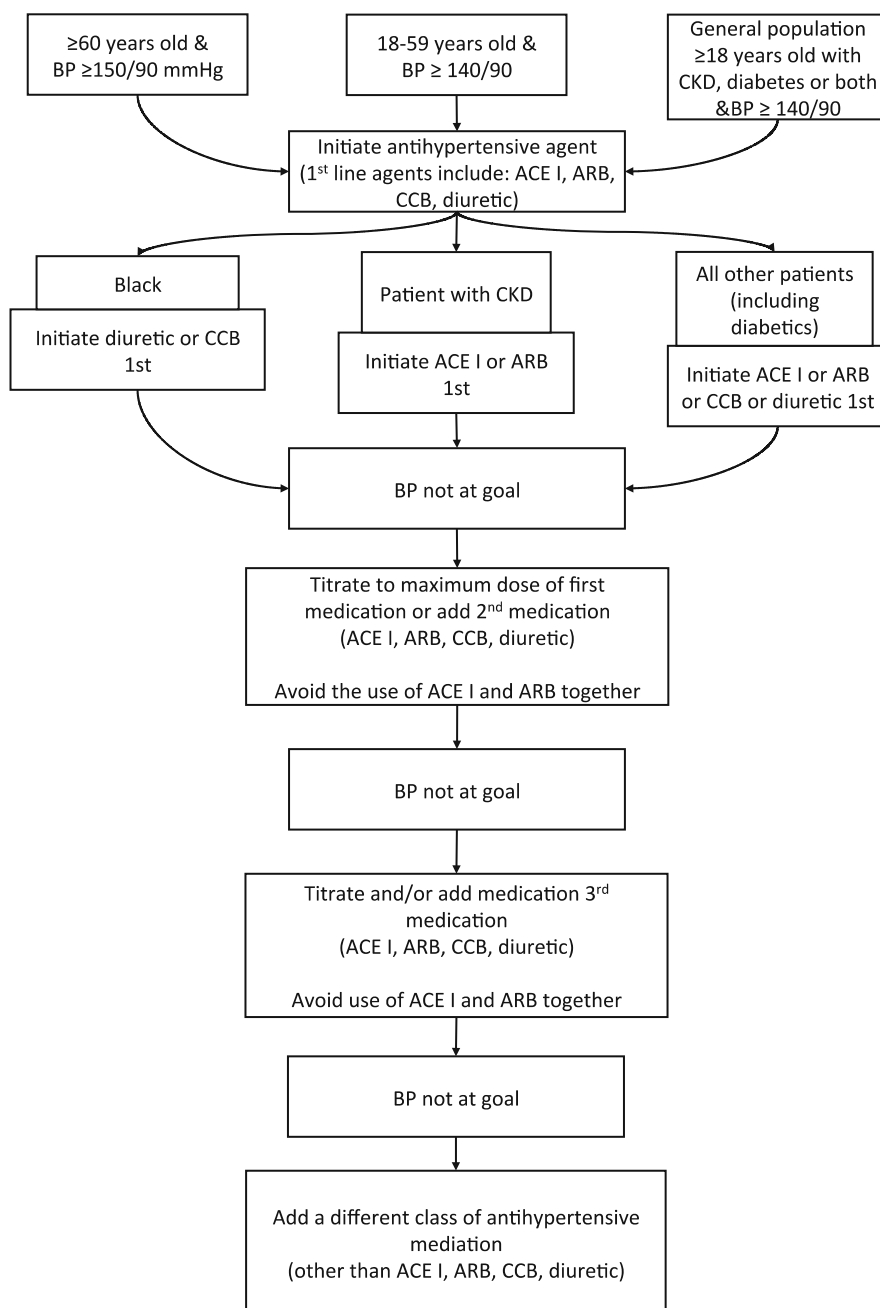 ≥60 years old &
BP ≥150/90 mmHg
18-59 years old &
BP ≥ 140/90
General population
≥18 years old with
CKD, diabetes or both
&BP ≥ 140/90
Initiate antihypertensive agent
(1st line agents include: ACE I, ARB,
CCB, diuretic)
Black
Initiate diuretic or CCB
1st
Patient with CKD
Initiate ACE I or ARB
1st
All other patients
(including
diabetics)
Initiate ACE I or ARB
or CCB or diuretic 1st
BP not at goal
Titrate to maximum dose of first
medication or add 2nd medication
(ACE I, ARB, CCB, diuretic)
Avoid the use of ACE I and ARB together
BP not at goal
Titrate and/or add medication 3rd
medication
(ACE I, ARB, CCB, diuretic)
Avoid use of ACE I and ARB together
BP not at goal
Add a different class of antihypertensive
mediation
(other than ACE I, ARB, CCB, diuretic)